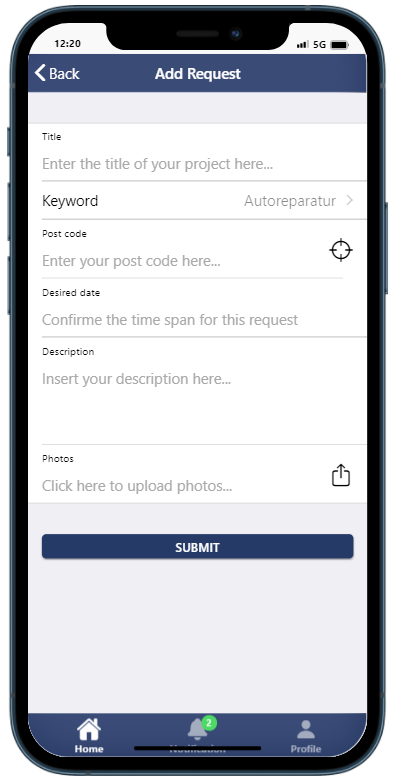 12:20
5G
Back
Add Request
Title
Enter the title of your project here...
Keyword
Autoreparatur
Post code
Enter your post code here...
Desired date
Confirme the time span for this request
Description
Insert your description here...
Photos
Click here to upload photos...
SUBMIT
2
Home
Notification
Profile